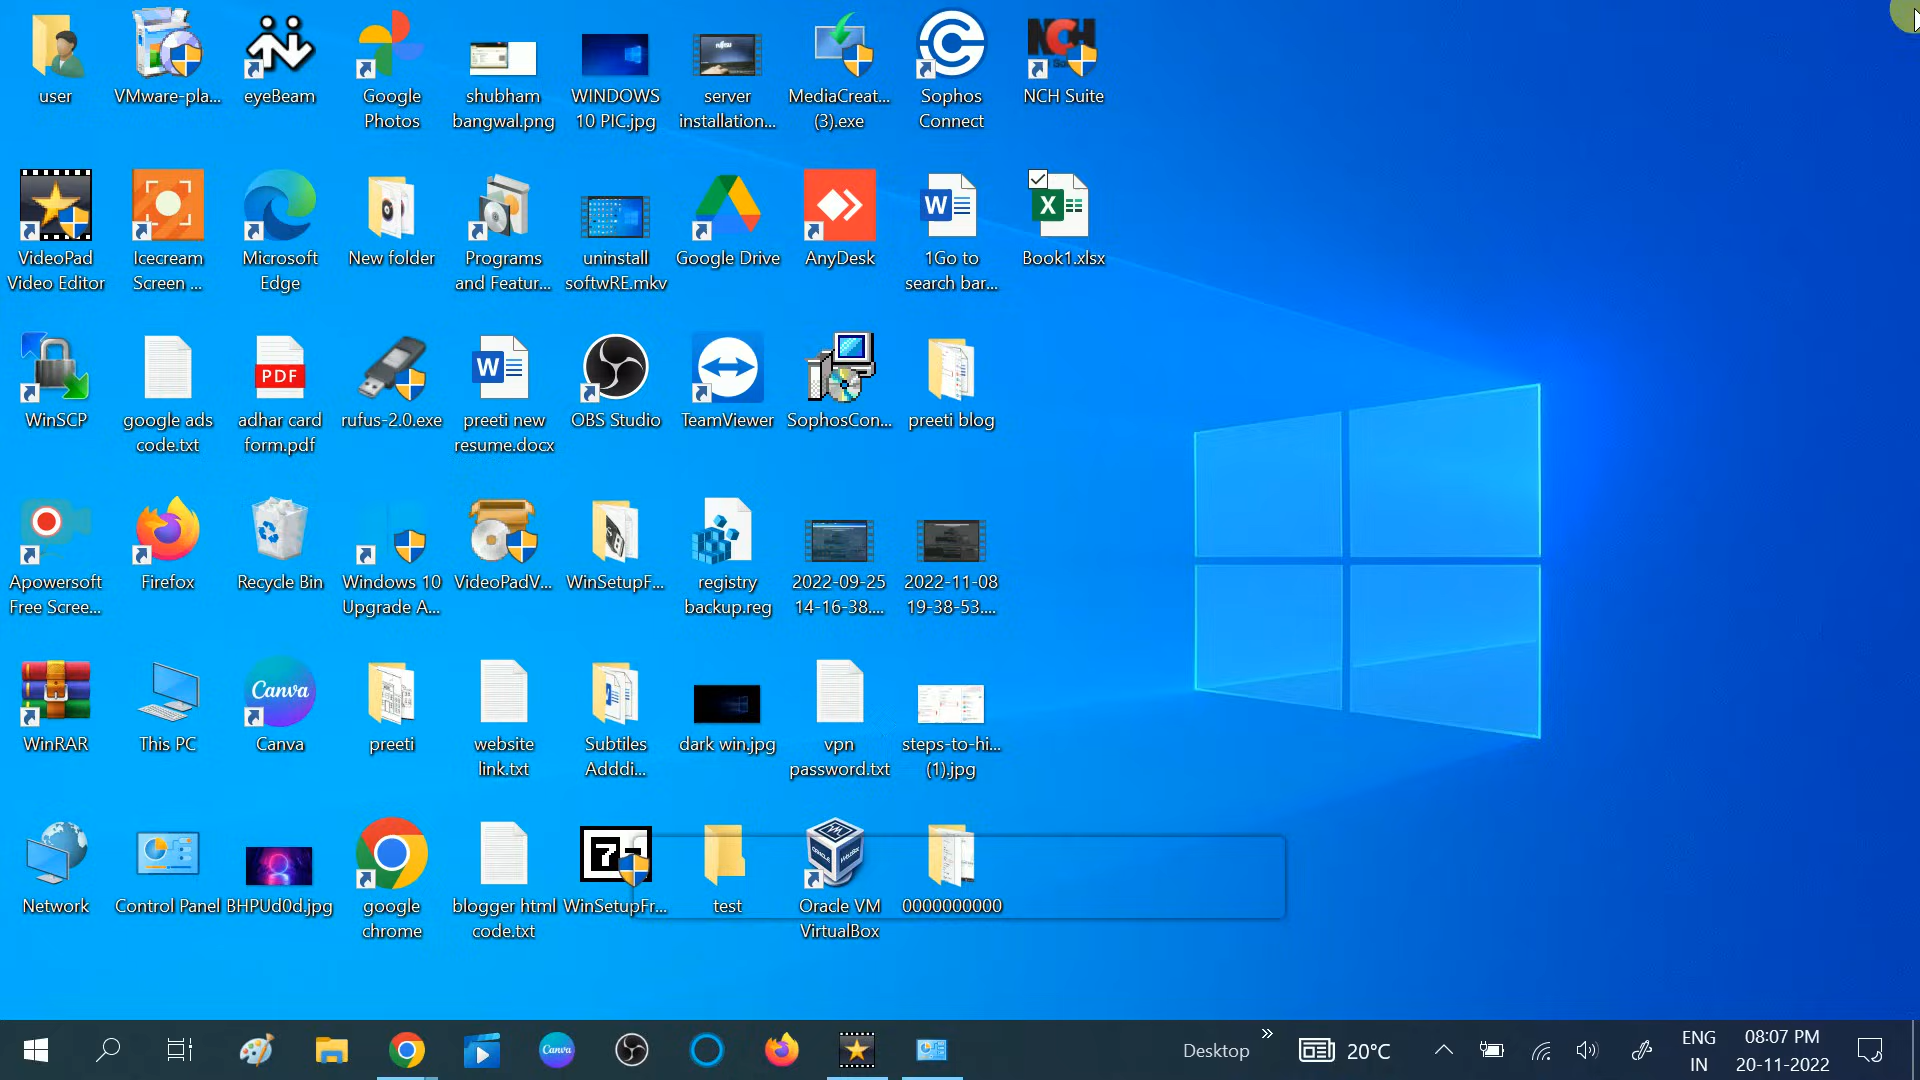 user
VMware-pla...
eyeBeam
Google
Photos
shubham
bangwal.png
WINDOWS
10 PIC.jpg
server
installation...
MediaCreat...
(3).exe
Sophos
Connect
NCH Suite
VideoPad
Video Editor
Icecream
Screen ...
Microsoft
Edge
New folder
Programs
and Featur...
uninstall
softwRE.mkv
Google Drive
AnyDesk
1Go to
search bar...
Book1.xlsx
WinSCP
google ads
code.txt
PDF
adhar card
form.pdf
rufus-2.0.exe
preeti new
resume.docx
OBS Studio
TeamViewer
SophosCon...
preeti blog
Apowersoft
Free Scree...
Firefox
Recycle Bin
Windows 10
Upgrade A...
VideoPadV...
WinSetupF...
registry
backup.reg
2022-09-25
14-16-38....
2022-11-08
19-38-53....
WinRAR
This PC
Canva
Canva
preeti
website
link.txt
Subtiles
Adddi...
dark win.jpg
vpn
password.txt
steps-to-hi...
(1).jpg
Network
Control Panel
BHPUd0d.jpg
google
chrome
blogger html
code.txt
WinSetupFr...
test
Oracle VM
VirtualBox
0000000000
Canva
Desktop
20°C
ENG
IN
08:07 PM
20-11-2022